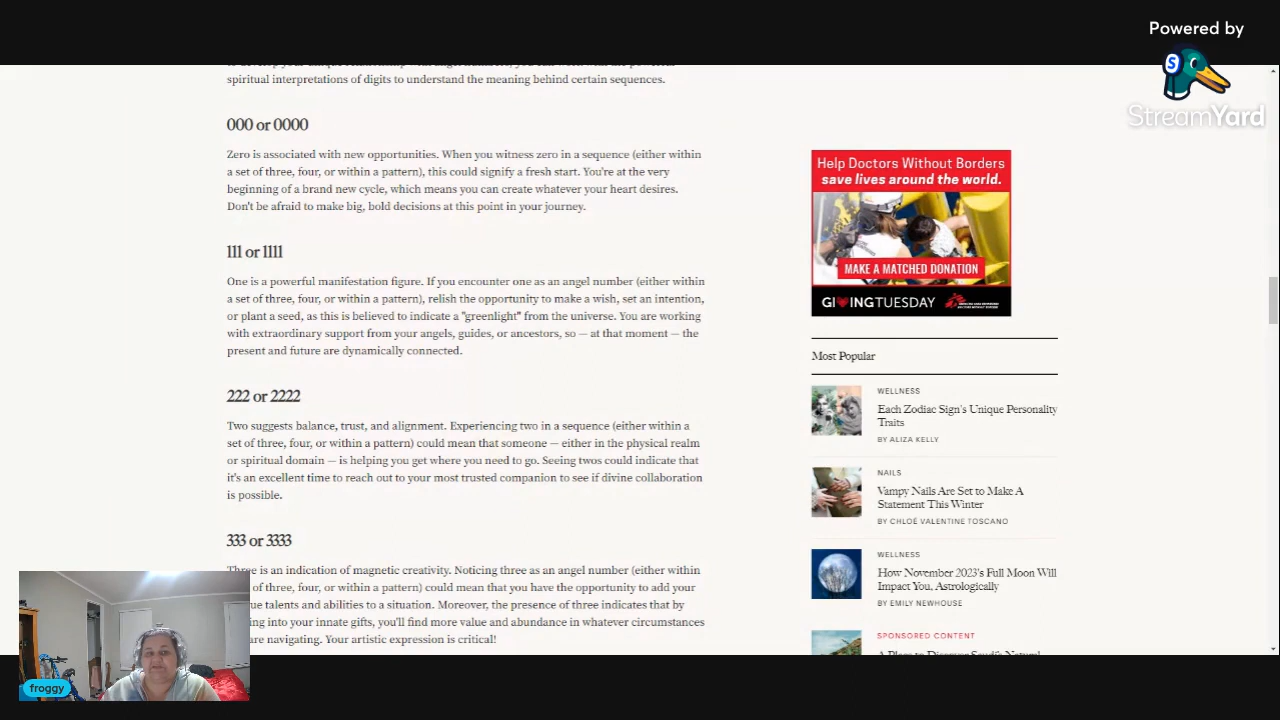 Powered by
StreamYard
spiritual interpretations of digits to understand the meaning behind certain sequences.
000 or 0000
Zero is associated with new opportunities. When you witness zero in a sequence (either within
a set of three, four, or within a pattern), this could signify a fresh start. You're at the very
beginning of a brand new cycle, which means you can create whatever your heart desires.
Don't be afraid to make big, bold decisions at this point in your journey.
111 or 1111
One is a powerful manifestation figure. If you encounter one as an angel number (either within
a set of three, four, or within a pattern), relish the opportunity to make a wish, set an intention,
or plant a seed, as this is believed to indicate a "greenlight" from the universe. You are working
with extraordinary support from your angels, guides, or ancestors, so — at that moment — the
present and future are dynamically connected.
222 or 2222
Two suggests balance, trust, and alignment. Experiencing two in a sequence (either within a
set of three, four, or within a pattern) could mean that someone — either in the physical realm
or spiritual domain — is helping you get where you need to go. Seeing twos could indicate that
it's an excellent time to reach out to your most trusted companion to see if divine collaboration
is possible.
333 or 3333
Three is an indication of magnetic creativity. Noticing three as an angel number (either within
of three, four, or within a pattern) could mean that you have the opportunity to add your
talents and abilities to a situation. Moreover, the presence of three indicates that by
into your innate gifts, you'll find more value and abundance in whatever circumstances
are navigating. Your artistic expression is critical!
froggy
Help Doctors Without Borders
save lives around the world.
MAKE A MATCHED DONATION
GIVINGTUESDAY
Most Popular
WELLNESS
Each Zodiac Sign's Unique Personality
Traits
BY ALIZA KELLY
NAILS
Vampy Nails Are Set to Make A
Statement This Winter
BY CHLOÉ VALENTINE TOSCANO
WELLNESS
How November 2023's Full Moon Will
Impact You, Astrologically
BY EMILY NEWHOUSE
SPONSORED CONTENT